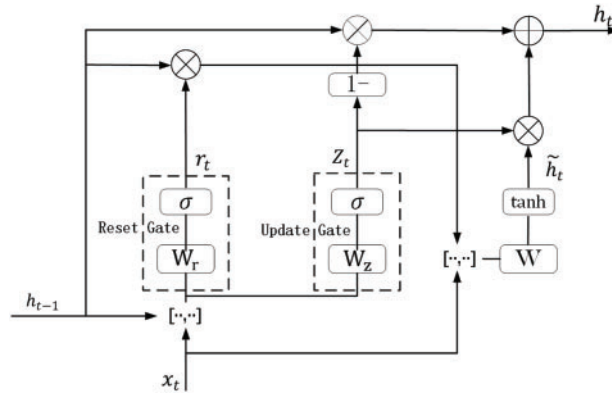 h_t
1−
r_t
Z_t
h̃_t
σ
σ
tanh
Reset Gate
Update Gate
W_r
W_z
[··,··]
W
h_{t−1}
[··,··]
x_t